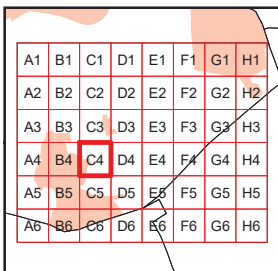 A1 B1 C1 D1 E1 F1 G1 H1
A2 B2 C2 D2 E2 F2 G2 H2
A3 B3 C3 D3 E3 F3 G3 H3
A4 B4 C4 D4 E4 F4 G4 H4
A5 B5 C5 D5 E5 F5 G5 H5
A6 B6 C6 D6 E6 F6 G6 H6